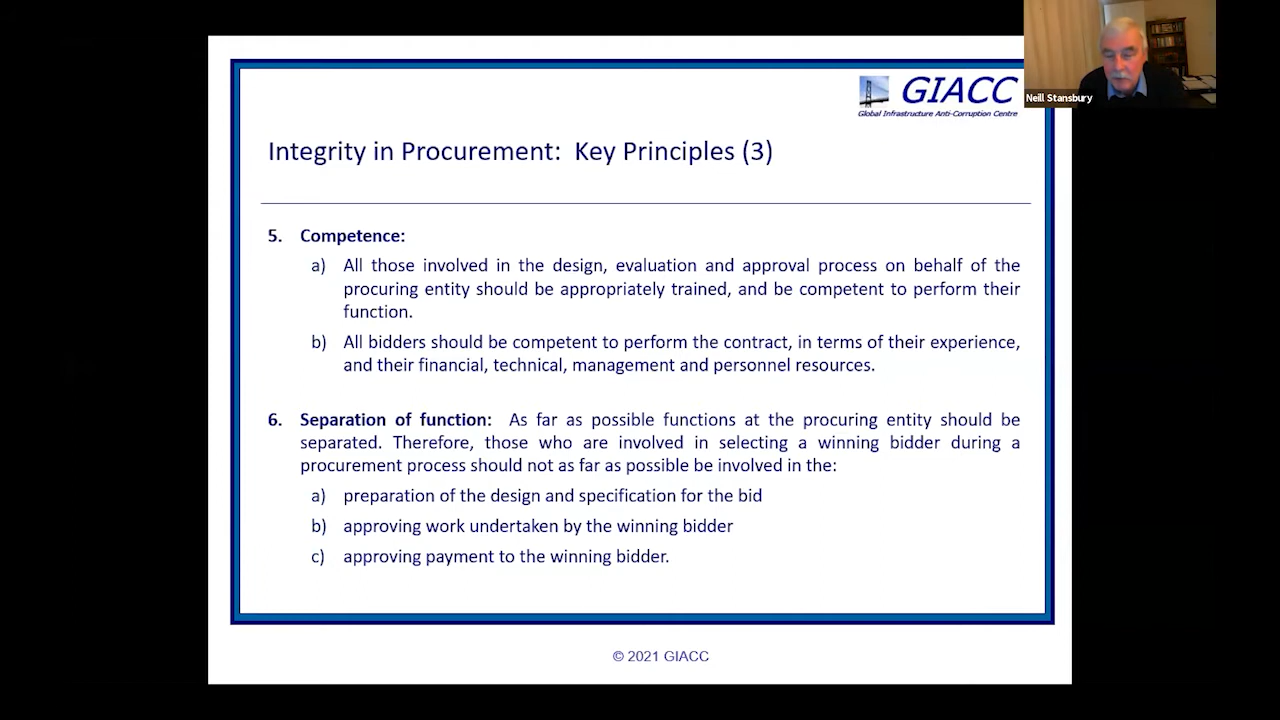 GIACC
Global Infrastructure Anti-Corruption Centre
Neill Stansbury
Integrity in Procurement: Key Principles (3)
5. Competence:
a) All those involved in the design, evaluation and approval process on behalf of the
procuring entity should be appropriately trained, and be competent to perform their
function.
b) All bidders should be competent to perform the contract, in terms of their experience,
and their financial, technical, management and personnel resources.
6. Separation of function: As far as possible functions at the procuring entity should be
separated. Therefore, those who are involved in selecting a winning bidder during a
procurement process should not as far as possible be involved in the:
a) preparation of the design and specification for the bid
b) approving work undertaken by the winning bidder
c) approving payment to the winning bidder.
© 2021 GIACC